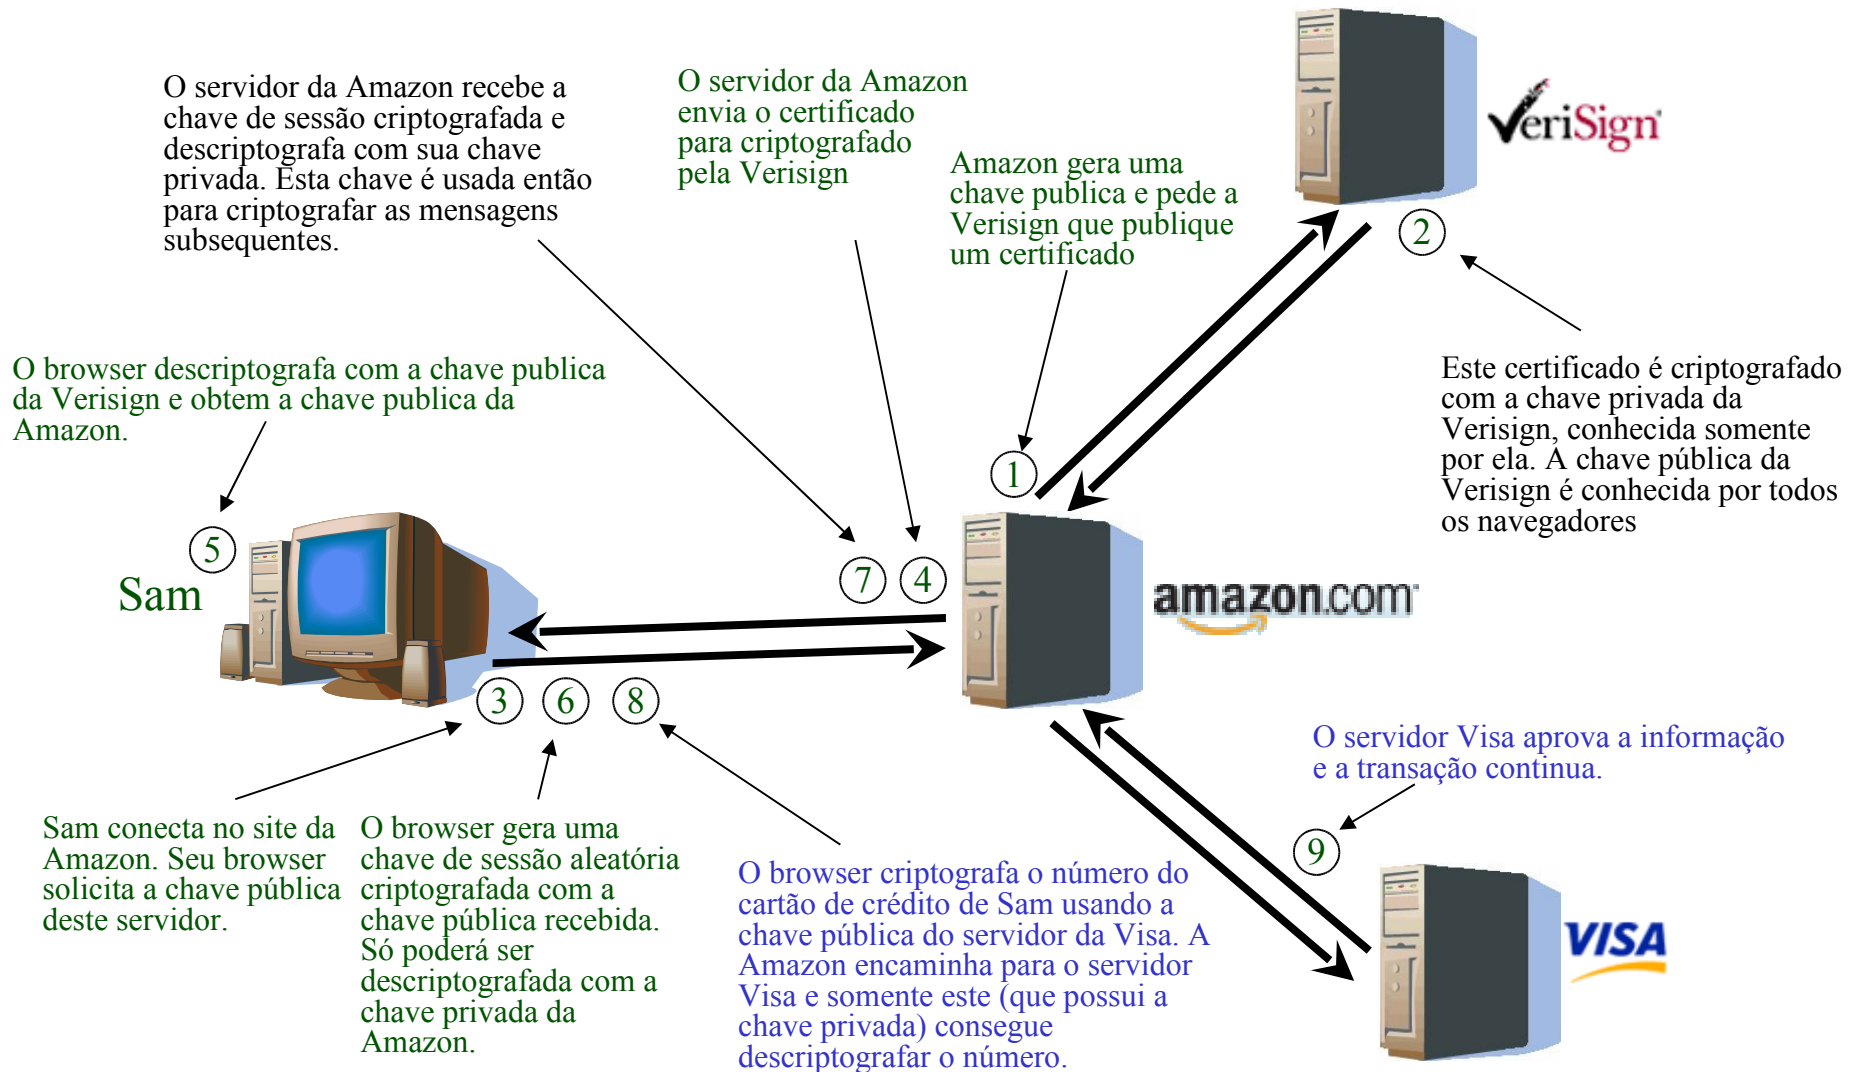 O servidor da Amazon recebe a
chave de sessão criptografada e
descriptografa com sua chave
privada. Esta chave é usada então
para criptografar as mensagens
subsequentes.
O servidor da Amazon
envia o certificado
para criptografado
pela Verisign
Amazon gera uma
chave publica e pede a
Verisign que publique
um certificado
VeriSign
2
O browser descriptografa com a chave publica
da Verisign e obtem a chave publica da
Amazon.
Este certificado é criptografado
com a chave privada da
Verisign, conhecida somente
por ela. A chave pública da
Verisign é conhecida por todos
os navegadores
1
5
Sam
7
4
amazon.com
3
6
8
O servidor Visa aprova a informação
e a transação continua.
9
Sam conecta no site da
Amazon. Seu browser
solicita a chave pública
deste servidor.
O browser gera uma
chave de sessão aleatória
criptografada com a
chave pública recebida.
Só poderá ser
descriptografada com a
chave privada da
Amazon.
O browser criptografa o número do
cartão de crédito de Sam usando a
chave pública do servidor da Visa. A
Amazon encaminha para o servidor
Visa e somente este (que possui a
chave privada) consegue
descriptografar o número.
VISA